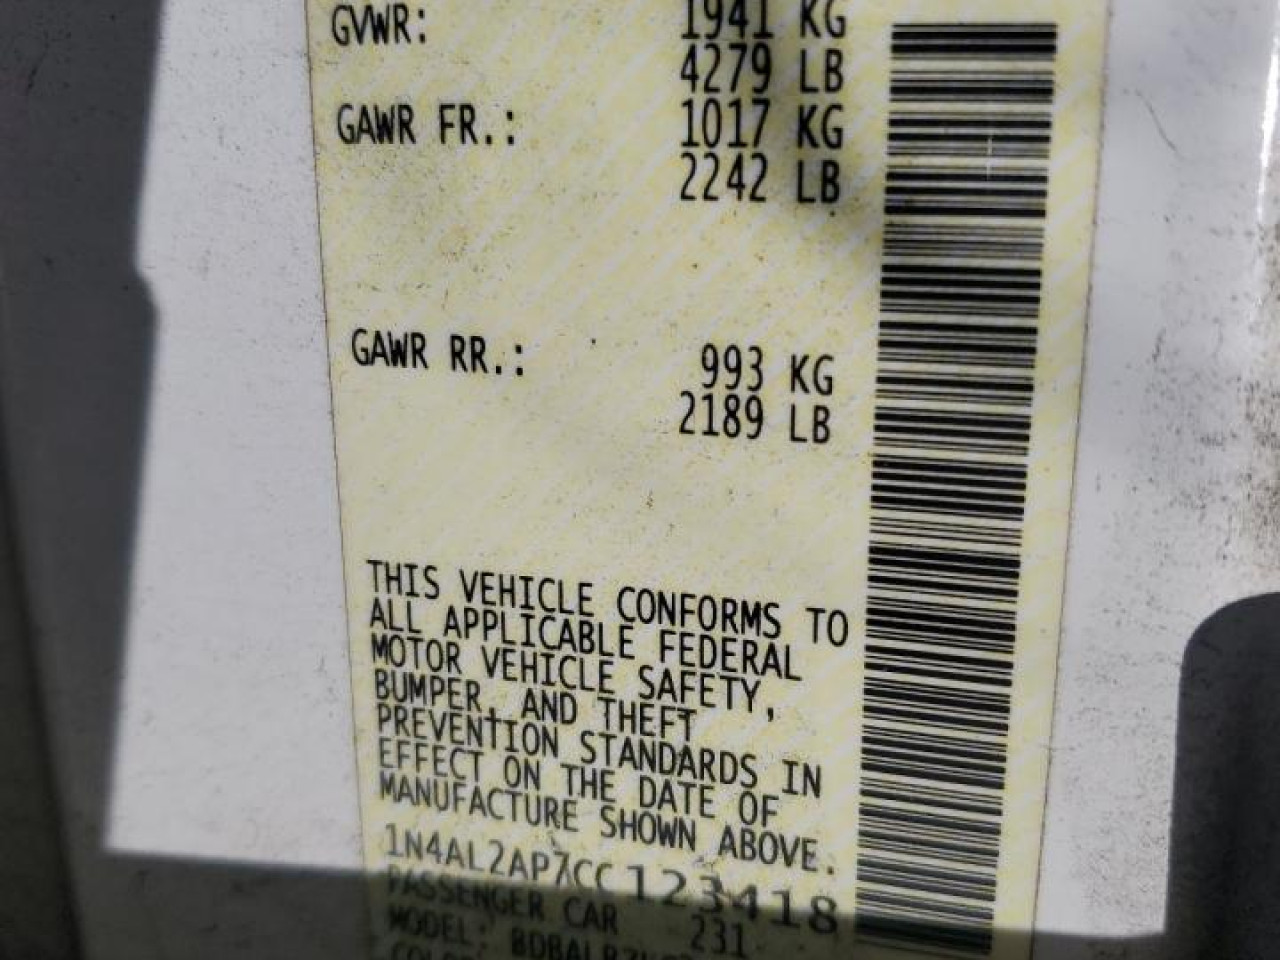 GVWR: 1941 KG
4279 LB
GAWR FR.: 1017 KG
2242 LB
GAWR RR.: 993 KG
2189 LB
THIS VEHICLE CONFORMS TO
ALL APPLICABLE FEDERAL
MOTOR VEHICLE SAFETY,
BUMPER, AND THEFT
PREVENTION STANDARDS IN
EFFECT ON THE DATE OF
MANUFACTURE SHOWN ABOVE.
1N4AL2AP7CC123418
PASSENGER CAR 231
MODEL: